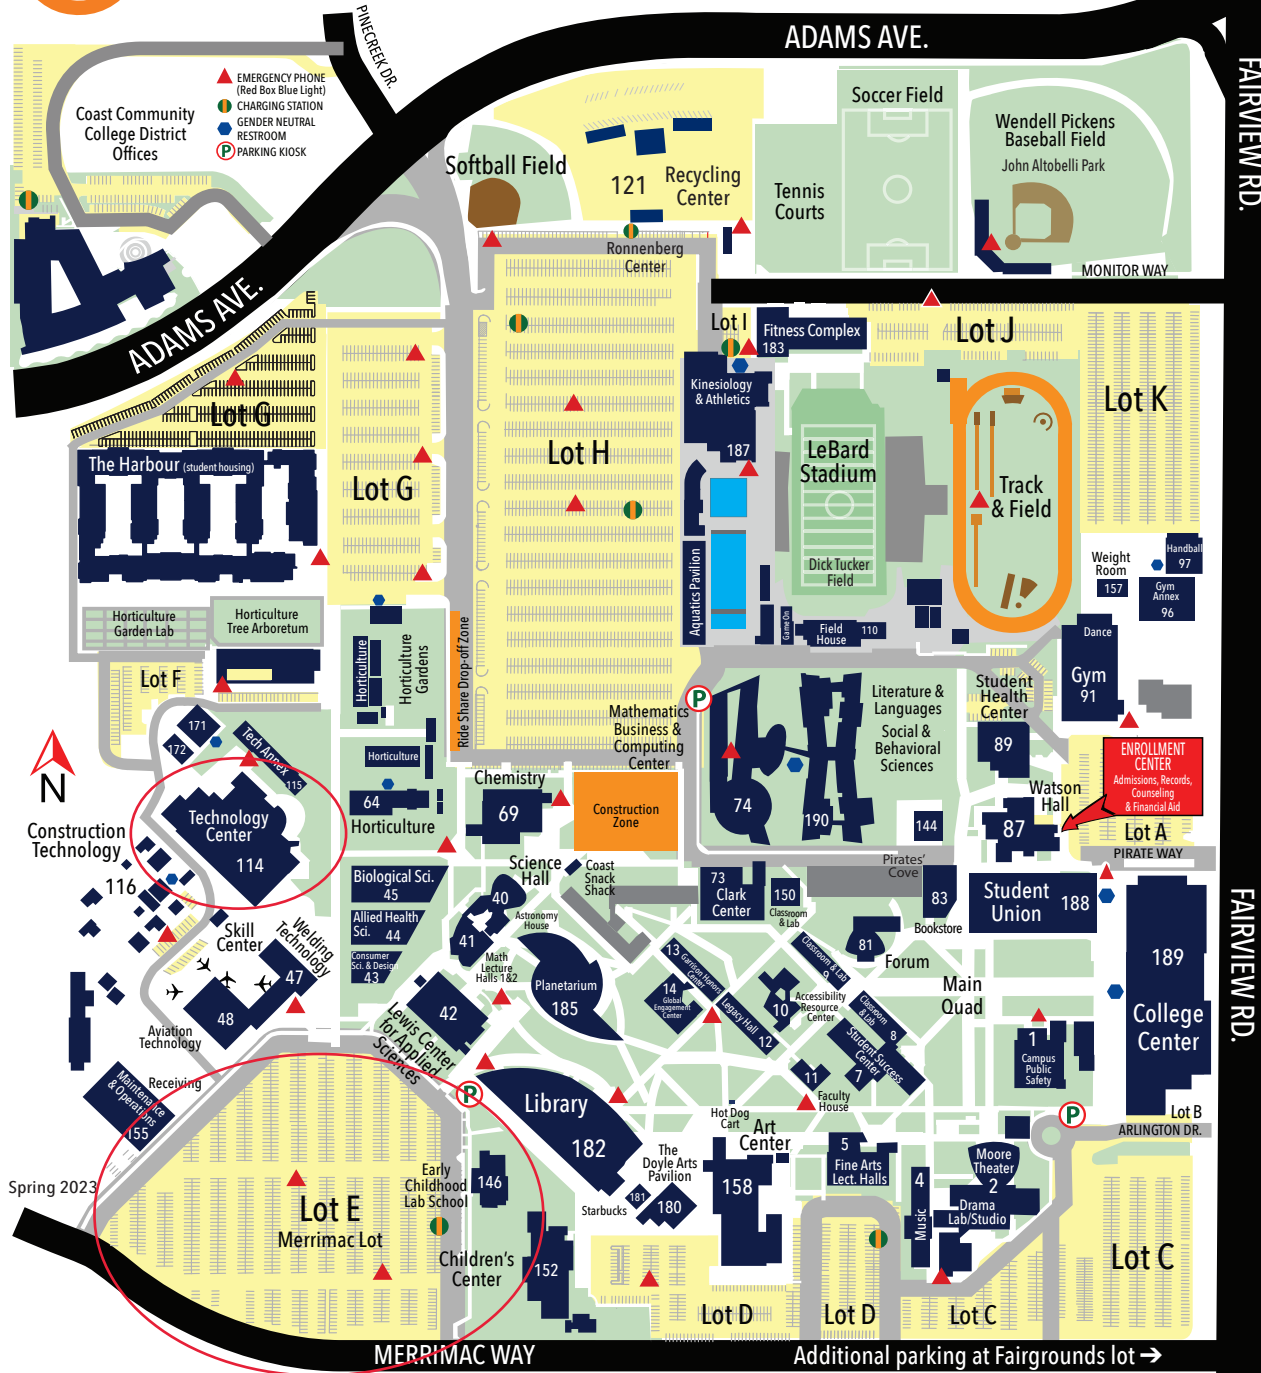 ADAMS AVE.
PINECREEK DR.
FAIRVIEW RD.
EMERGENCY PHONE
(Red Box Blue Light)
CHARGING STATION
GENDER NEUTRAL
RESTROOM
P PARKING KIOSK
Coast Community
College District
Offices
Softball Field
121
Recycling
Center
Ronnenberg
Center
Tennis
Courts
Soccer Field
Wendell Pickens
Baseball Field
John Altobelli Park
MONITOR WAY
ADAMS AVE.
Lot G
The Harbour (student housing)
Lot G
Lot H
Lot I
Fitness Complex
183
Kinesiology
& Athletics
187
LeBard
Stadium
Dick Tucker
Field
Lot J
Lot K
Track
& Field
Aquatics Pavilion
Game On
Field
House
110
Weight
Room
157
Handball
97
Gym
Annex
96
Dance
Gym
91
Horticulture
Garden Lab
Horticulture
Tree Arboretum
Lot F
Horticulture
Horticulture
Gardens
Ride Share Drop-off Zone
P
Mathematics
Business &
Computing
Center
Literature &
Languages
Social &
Behavioral
Sciences
Student
Health
Center
89
171
172
Tech Annex
115
N
Technology
Center
114
Construction
Technology
116
Horticulture
64
Horticulture
Chemistry
69
Construction
Zone
74
190
144
Watson
Hall
87
ENROLLMENT
CENTER
Admissions, Records,
Counseling
& Financial Aid
Lot A
PIRATE WAY
Pirates'
Cove
Biological Sci.
45
Allied Health
Sci.
44
Consumer
Sci. & Design
43
Science
Hall
40
41
Coast
Snack
Shack
Astronomy
House
Math
Lecture
Halls 1&2
73
Clark
Center
150
Classroom
& Lab
83
Bookstore
Student
Union
188
189
College
Center
FAIRVIEW RD.
Skill
Center
Welding
Technology
47
48
Aviation
Technology
Lewis Center
for Applied
Sciences
42
Planetarium
185
13
Garrison Honors
Center
14
Global
Engagement
Center
Legacy Hall
12
Classroom & Lab
9
81
Forum
10
Accessibility
Resource
Center
Classroom
& Lab
8
Student Success
Center
7
Main
Quad
1
Campus
Public
Safety
11
Faculty
House
Receiving
Maintenance
& Operations
155
P
Library
182
Hot Dog
Cart
Art
Center
158
5
Fine Arts
Lect. Halls
4
Music
Moore
Theater
2
Drama
Lab/Studio
P
Lot B
ARLINGTON DR.
Spring 2023
Lot E
Merrimac Lot
Early
Childhood
Lab School
146
Children's
Center
152
The
Doyle Arts
Pavilion
181
180
Starbucks
Lot D
Lot D
Lot C
Lot C
MERRIMAC WAY
Additional parking at Fairgrounds lot →